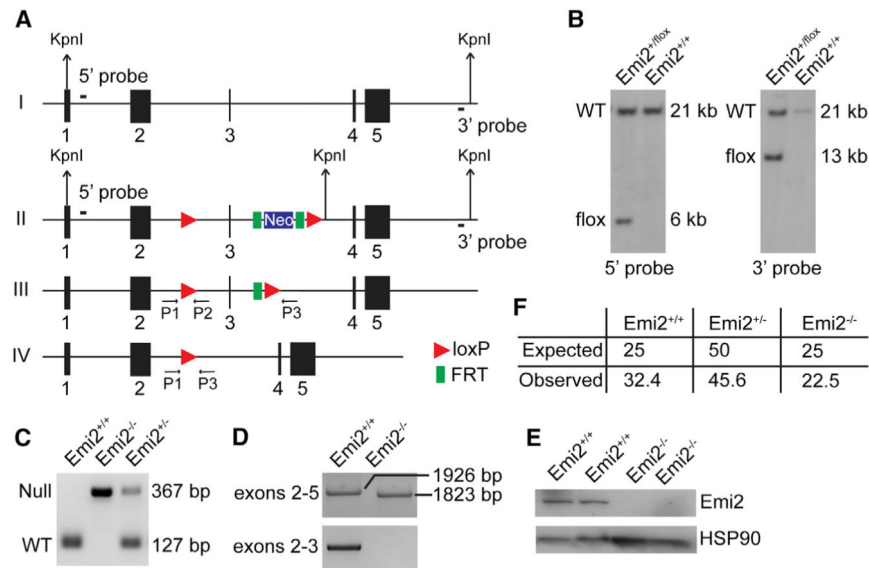 A
KpnI KpnI
5' probe
I
1 2 3 4 5
3' probe
KpnI KpnI KpnI
5' probe
II
Neo
1 2 3 4 5
3' probe
III
P1 P2 P3
1 2 3 4 5
IV
P1 P3
1 2 4 5
loxP
FRT
B
Emi2+/flox Emi2+/+
WT 21 kb
flox 6 kb
5' probe
Emi2+/flox Emi2+/+
WT 21 kb
flox 13 kb
3' probe
F
Emi2+/+ Emi2+/- Emi2-/-
Expected 25 50 25
Observed 32.4 45.6 22.5
C
Emi2+/+ Emi2-/- Emi2+/-
Null 367 bp
WT 127 bp
D
Emi2+/+ Emi2-/-
exons 2-5 1926 bp
1823 bp
exons 2-3
E
Emi2+/+ Emi2+/+ Emi2-/- Emi2-/-
Emi2
HSP90